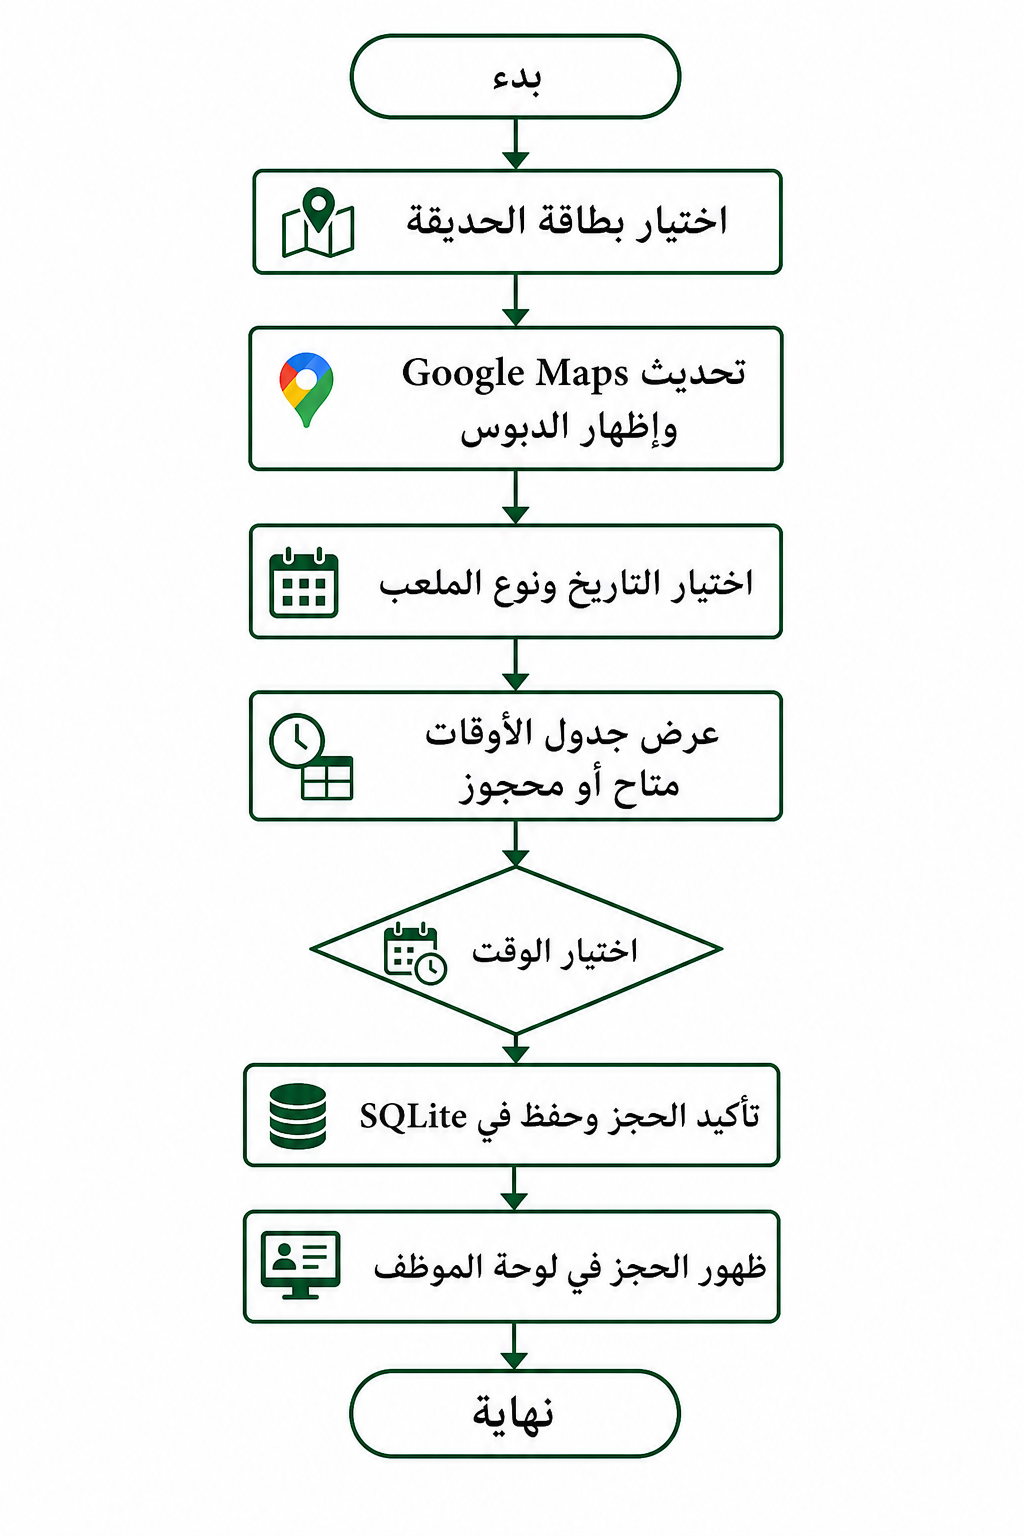 بدء
اختيار بطاقة الحديقة
تحديث Google Maps
وإظهار الدبوس
اختيار التاريخ ونوع الملعب
عرض جدول الأوقات
متاح أو محجوز
اختيار الوقت
تأكيد الحجز وحفظ في SQLite
ظهور الحجز في لوحة الموظف
نهاية